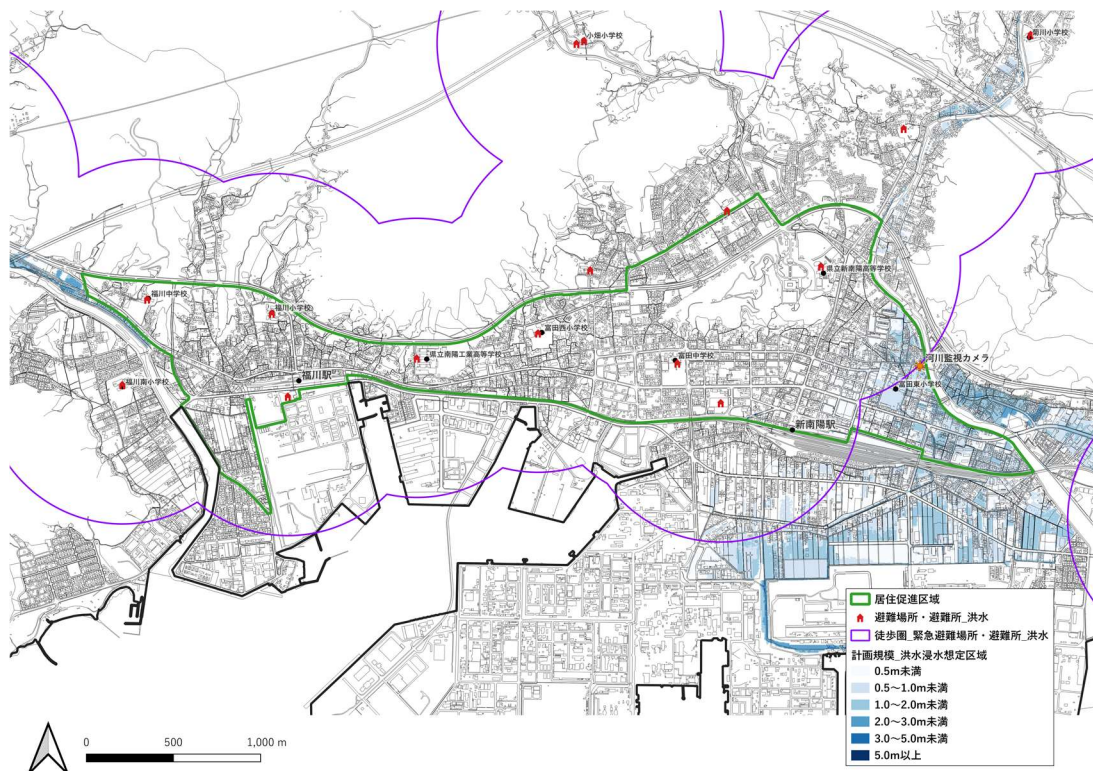 小畑小学校
菊川小学校
県立新南陽高等学校
福川中学校
福川小学校
富田西小学校
県立南陽工業高等学校
富田中学校
河川監視カメラ
福川駅
福川南小学校
富田東小学校
新南陽駅
居住促進区域
避難場所・避難所_洪水
徒歩圏_緊急避難場所・避難所_洪水
計画規模_洪水浸水想定区域
0.5m未満
0.5～1.0m未満
1.0～2.0m未満
2.0～3.0m未満
3.0～5.0m未満
5.0m以上
0 500 1,000 m